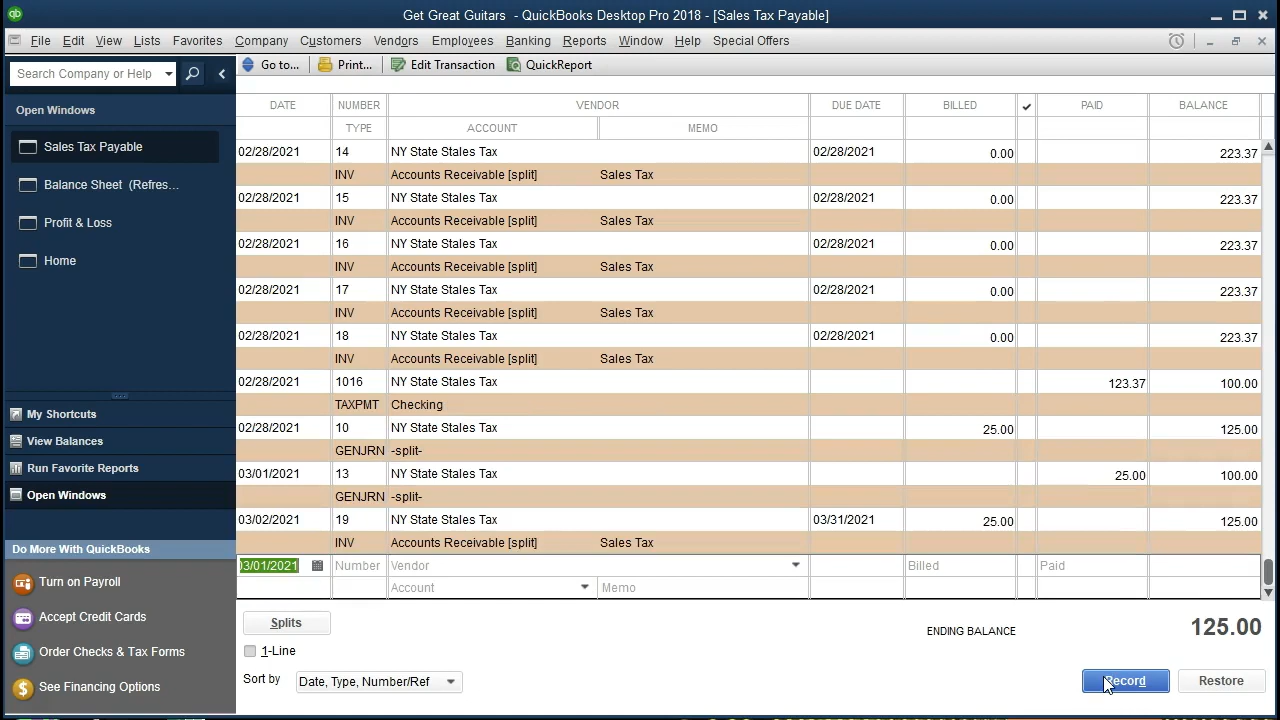 Get Great Guitars - QuickBooks Desktop Pro 2018 - [Sales Tax Payable]
File Edit View Lists Favorites Company Customers Vendors Employees Banking Reports Window Help Special Offers
Search Company or Help
Go to... Print... Edit Transaction QuickReport
Open Windows
Sales Tax Payable
Balance Sheet (Refres...
Profit & Loss
Home
My Shortcuts
View Balances
Run Favorite Reports
Open Windows
Do More With QuickBooks
Turn on Payroll
Accept Credit Cards
Order Checks & Tax Forms
See Financing Options
DATE NUMBER VENDOR DUE DATE BILLED ✓ PAID BALANCE
TYPE ACCOUNT MEMO
02/28/2021 14 NY State Stales Tax 02/28/2021 0.00 223.37
INV Accounts Receivable [split] Sales Tax
02/28/2021 15 NY State Stales Tax 02/28/2021 0.00 223.37
INV Accounts Receivable [split] Sales Tax
02/28/2021 16 NY State Stales Tax 02/28/2021 0.00 223.37
INV Accounts Receivable [split] Sales Tax
02/28/2021 17 NY State Stales Tax 02/28/2021 0.00 223.37
INV Accounts Receivable [split] Sales Tax
02/28/2021 18 NY State Stales Tax 02/28/2021 0.00 223.37
INV Accounts Receivable [split] Sales Tax
02/28/2021 1016 NY State Stales Tax 123.37 100.00
TAXPMT Checking
02/28/2021 10 NY State Stales Tax 25.00 125.00
GENJRN -split-
03/01/2021 13 NY State Stales Tax 25.00 100.00
GENJRN -split-
03/02/2021 19 NY State Stales Tax 03/31/2021 25.00 125.00
INV Accounts Receivable [split] Sales Tax
03/01/2021 Number Vendor Billed Paid
Account Memo
Splits
1-Line
ENDING BALANCE 125.00
Sort by Date, Type, Number/Ref
Record Restore